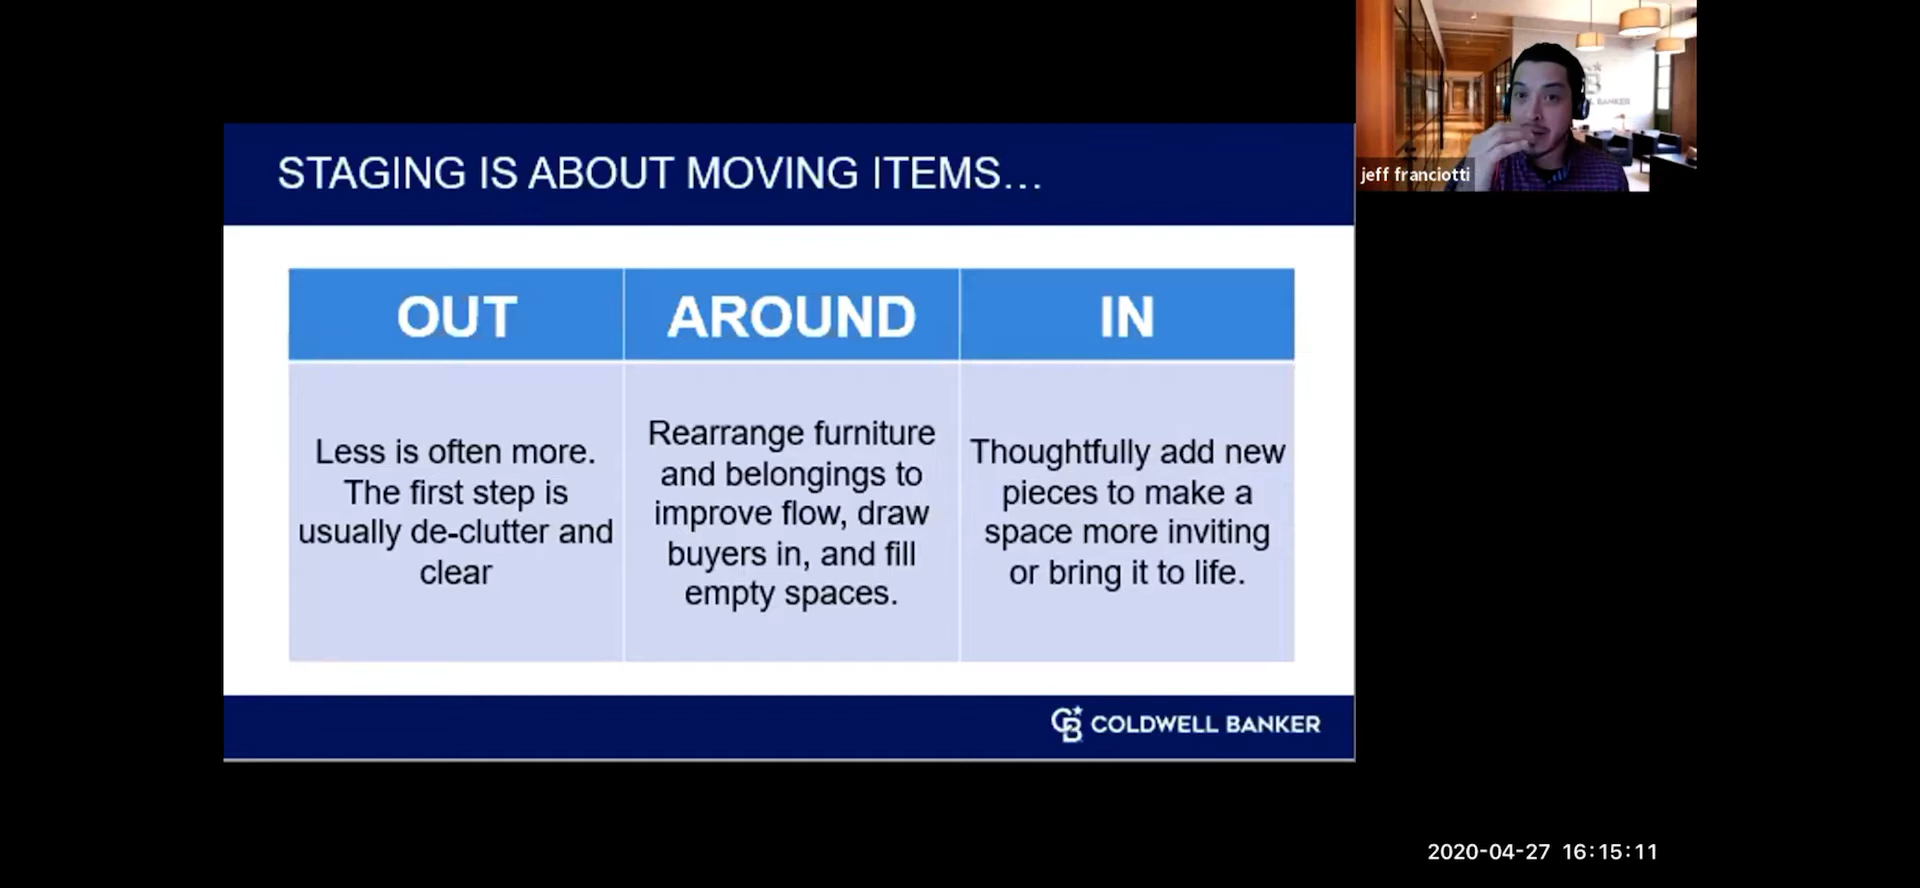 STAGING IS ABOUT MOVING ITEMS...
OUT
AROUND
IN
Less is often more.
The first step is
usually de-clutter and
clear
Rearrange furniture
and belongings to
improve flow, draw
buyers in, and fill
empty spaces.
Thoughtfully add new
pieces to make a
space more inviting
or bring it to life.
CB COLDWELL BANKER
BANKER
jeff franciotti
2020-04-27 16:15:11